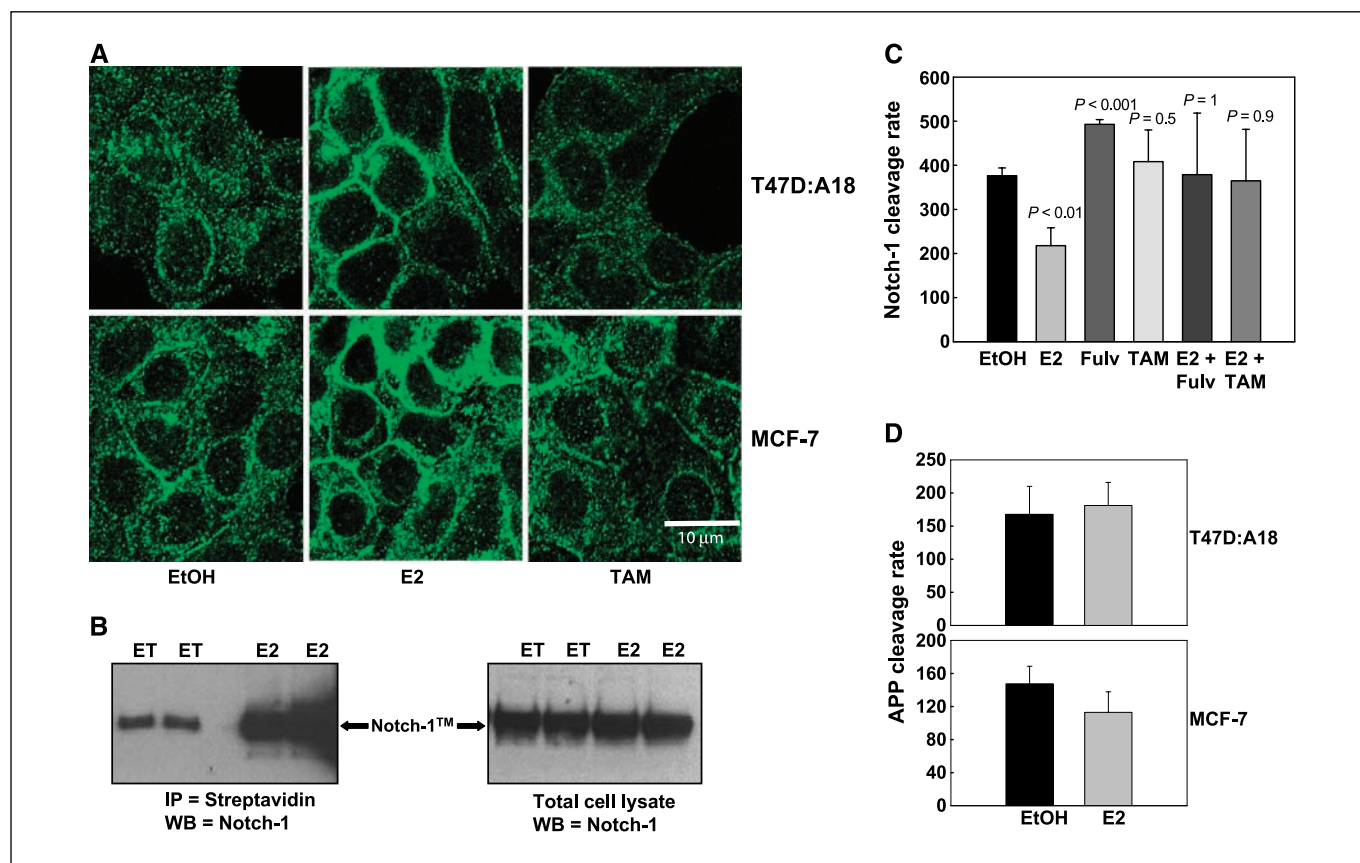 A
T47D:A18
MCF-7
10 µm
EtOH E2 TAM
B
ET ET E2 E2
ET ET E2 E2
Notch-1TM
IP = Streptavidin
WB = Notch-1
Total cell lysate
WB = Notch-1
C
Notch-1 cleavage rate
600
500
400
300
200
100
0
P < 0.01
P < 0.001
P = 0.5
P = 1
P = 0.9
EtOH E2 Fulv TAM E2 + Fulv E2 + TAM
D
APP cleavage rate
250
200
150
100
50
0
T47D:A18
200
160
120
80
40
0
MCF-7
EtOH E2